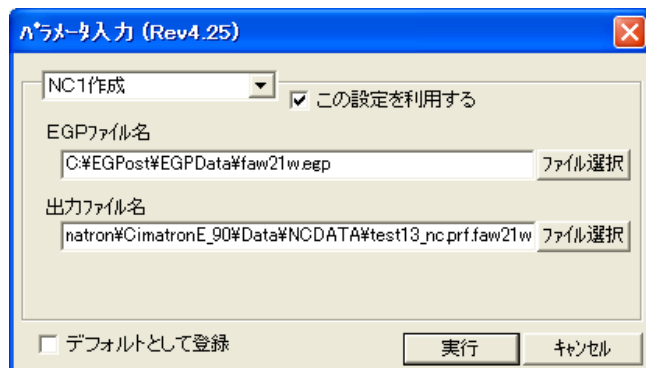 パラメータ入力 (Rev4.25)
NC1作成
この設定を利用する
EGPファイル名
C:¥EGPost¥EGPData¥faw21w.egp
ファイル選択
出力ファイル名
natron¥CimatronE_90¥Data¥NCDATA¥test13_nc.prf.faw21w
ファイル選択
デフォルトとして登録
実行
キャンセル